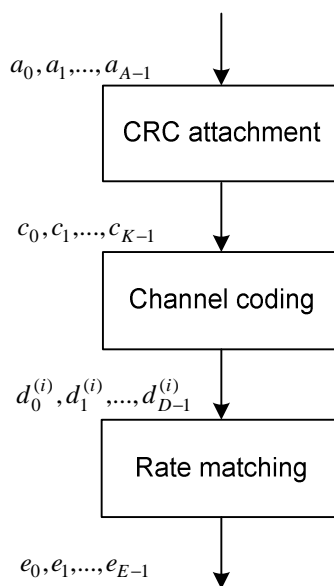 a_0, a_1, ..., a_{A-1}
CRC attachment
c_0, c_1, ..., c_{K-1}
Channel coding
d_0^{(i)}, d_1^{(i)}, ..., d_{D-1}^{(i)}
Rate matching
e_0, e_1, ..., e_{E-1}